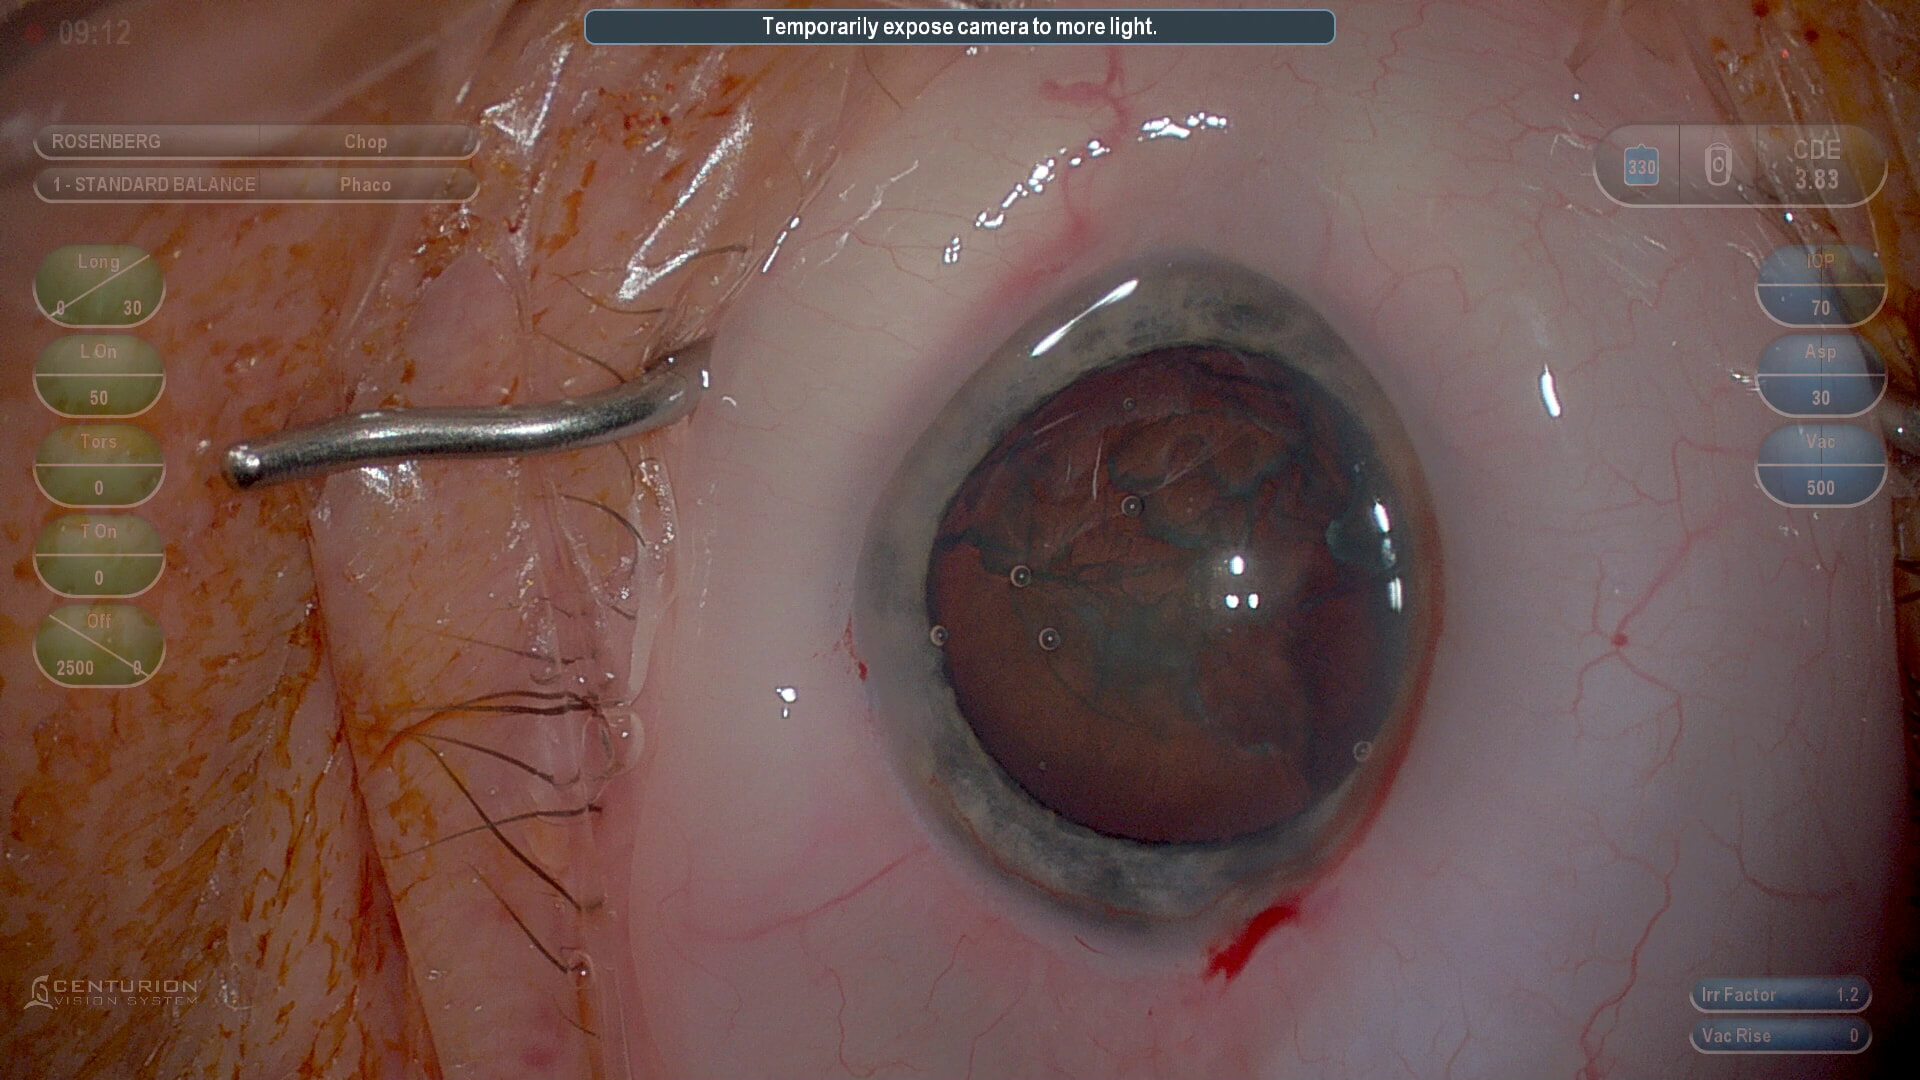 Temporarily expose camera to more light.
09:12
ROSENBERG Chop
1 - STANDARD BALANCE Phaco
330 0 CDE 3.83
Long
0 30
L On
50
Tors
0
T On
0
Off
2500 0
IOP
70
Asp
30
Vac
500
CENTURION
VISION SYSTEM
Irr Factor 1.2
Vac Rise 0